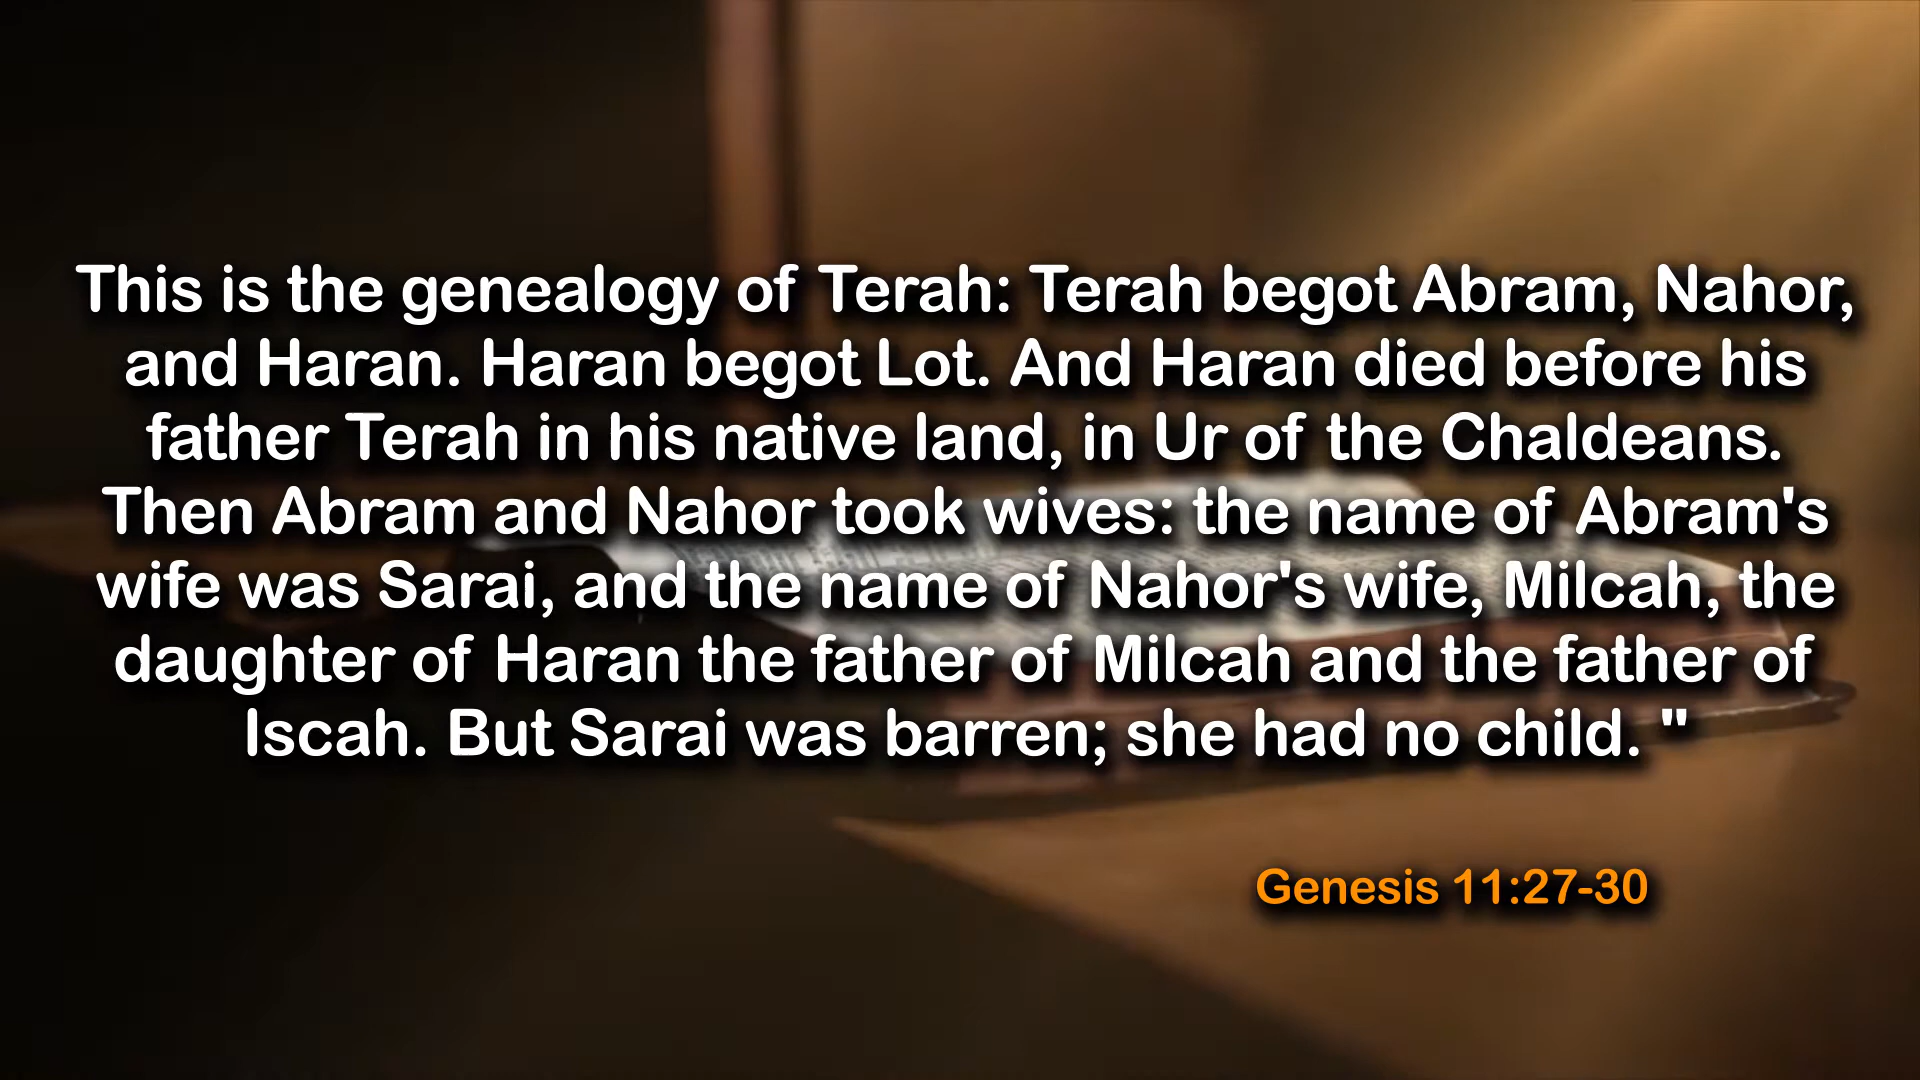 This is the genealogy of Terah: Terah begot Abram, Nahor,
and Haran. Haran begot Lot. And Haran died before his
father Terah in his native land, in Ur of the Chaldeans.
Then Abram and Nahor took wives: the name of Abram's
wife was Sarai, and the name of Nahor's wife, Milcah, the
daughter of Haran the father of Milcah and the father of
Iscah. But Sarai was barren; she had no child. "
Genesis 11:27-30